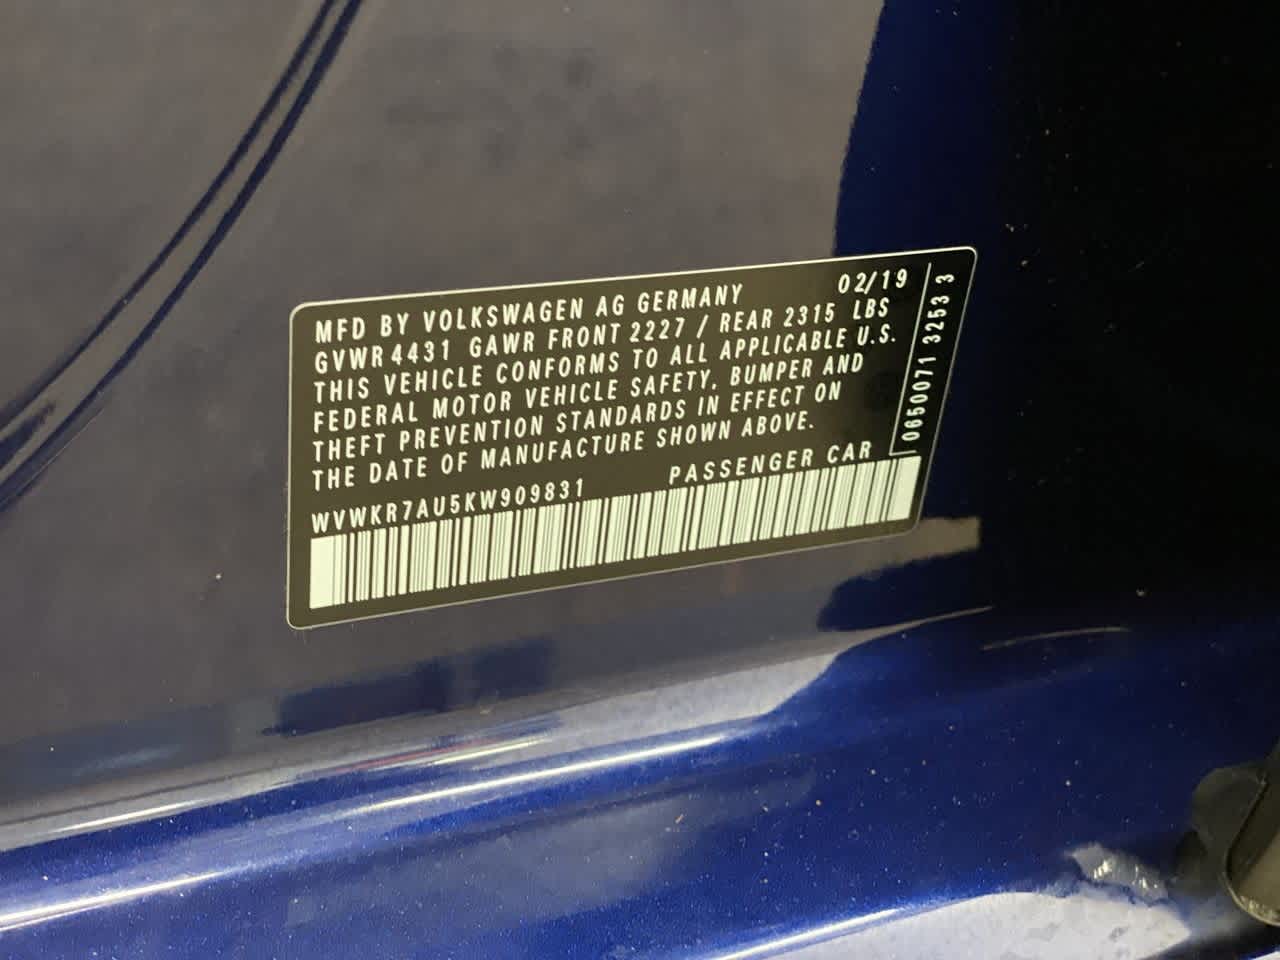 MFD BY VOLKSWAGEN AG GERMANY 02/19
GVWR 4431 GAWR FRONT 2227 / REAR 2315 LBS
THIS VEHICLE CONFORMS TO ALL APPLICABLE U.S.
FEDERAL MOTOR VEHICLE SAFETY, BUMPER AND
THEFT PREVENTION STANDARDS IN EFFECT ON
THE DATE OF MANUFACTURE SHOWN ABOVE.
WVWKR7AU5KW909831 PASSENGER CAR
0650071 3253 3